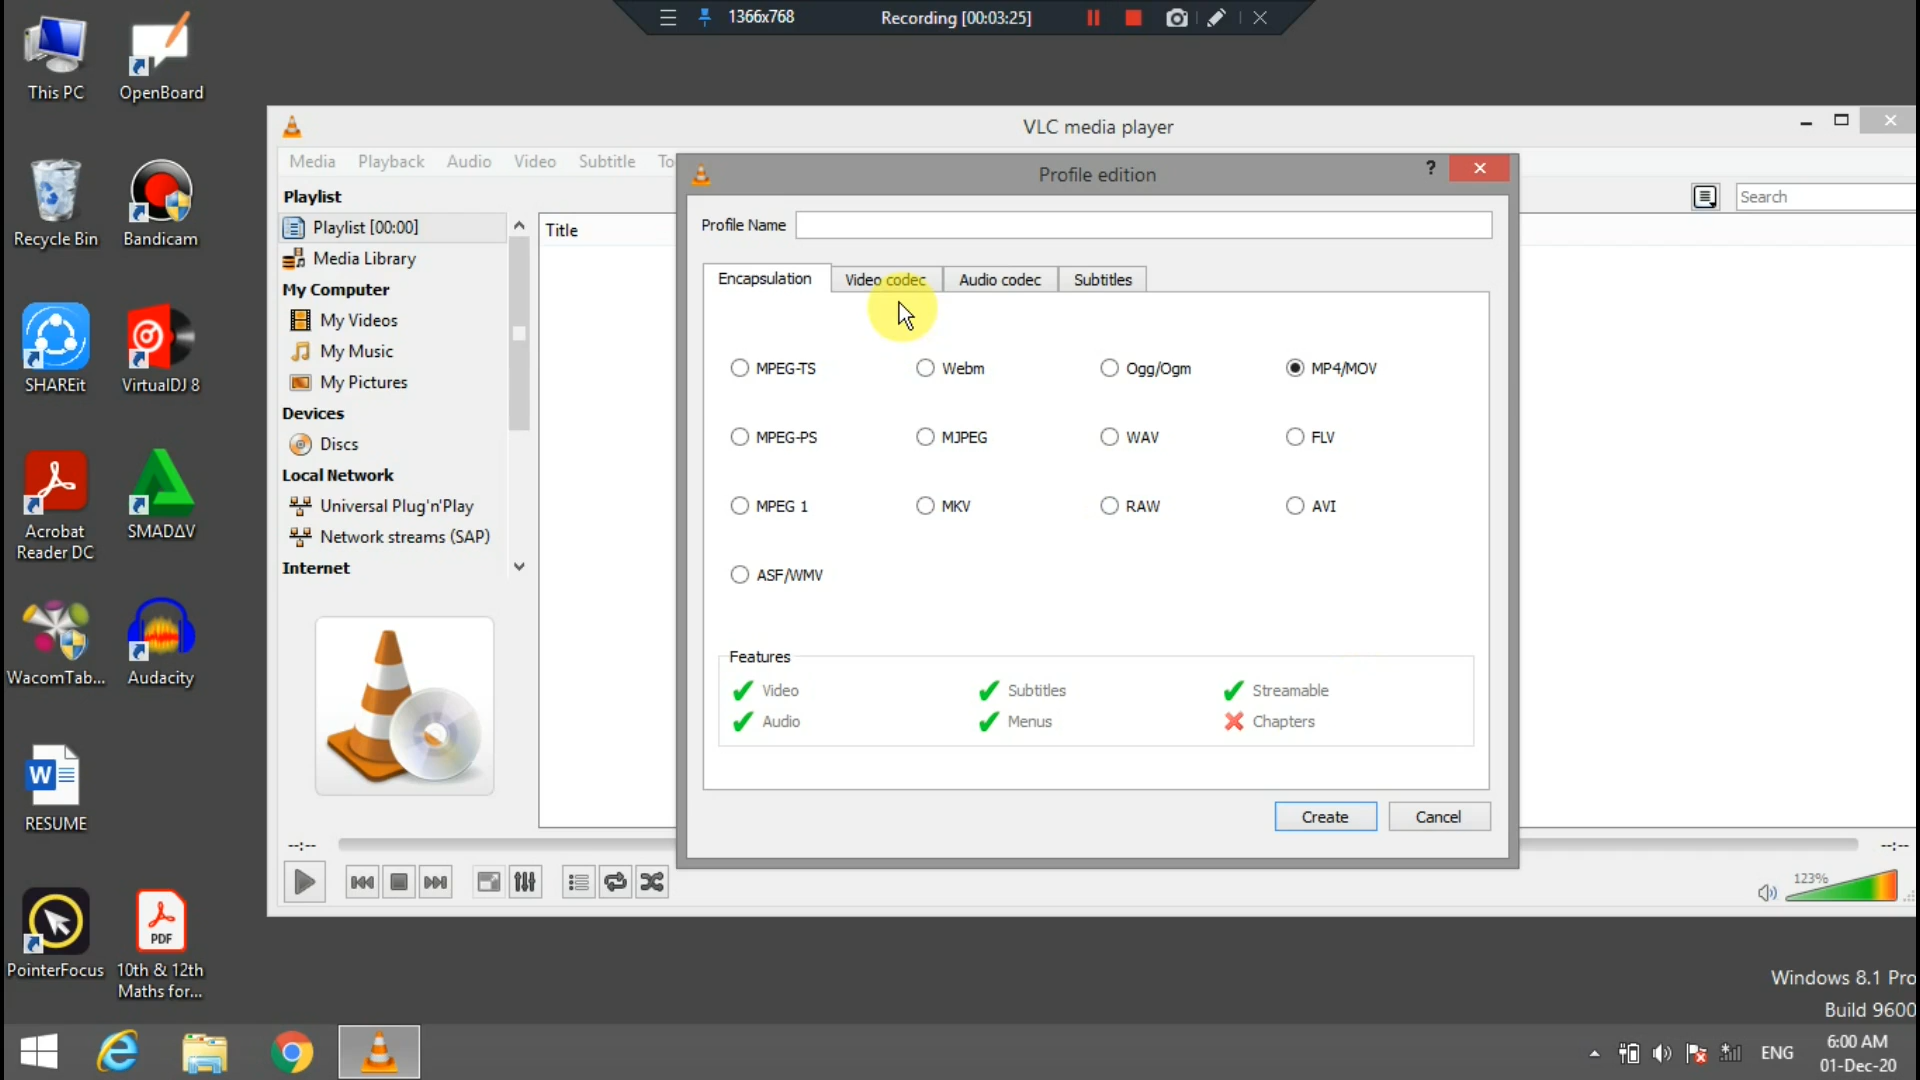 1366x768
Recording [00:03:25]
This PC
OpenBoard
Recycle Bin
Bandicam
SHAREit
VirtualDJ 8
Acrobat
Reader DC
SMADΔV
WacomTab...
Audacity
RESUME
PointerFocus
PDF
10th & 12th
Maths for...
VLC media player
Media
Playback
Audio
Video
Subtitle
To
Playlist
Playlist [00:00]
Media Library
My Computer
My Videos
My Music
My Pictures
Devices
Discs
Local Network
Universal Plug'n'Play
Network streams (SAP)
Internet
Title
Search
Profile edition
?
Profile Name
Encapsulation
Video codec
Audio codec
Subtitles
MPEG-TS
Webm
Ogg/Ogm
MP4/MOV
MPEG-PS
MJPEG
WAV
FLV
MPEG 1
MKV
RAW
AVI
ASF/WMV
Features
Video
Subtitles
Streamable
Audio
Menus
Chapters
Create
Cancel
--:--
--:--
123%
Windows 8.1 Pro
Build 9600
ENG
6:00 AM
01-Dec-20